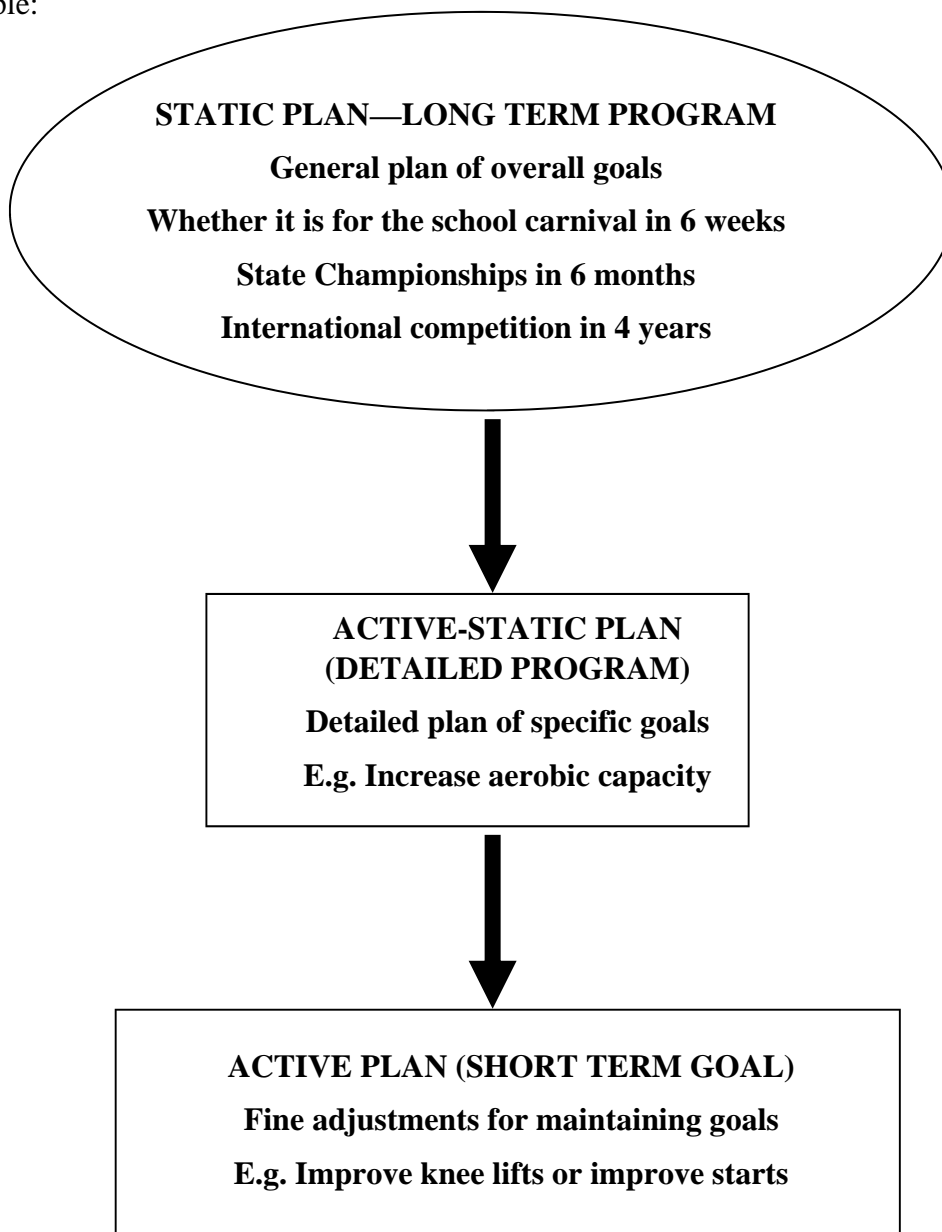 STATIC PLAN—LONG TERM PROGRAM
General plan of overall goals
Whether it is for the school carnival in 6 weeks
State Championships in 6 months
International competition in 4 years
ACTIVE-STATIC PLAN
(DETAILED PROGRAM)
Detailed plan of specific goals
E.g. Increase aerobic capacity
ACTIVE PLAN (SHORT TERM GOAL)
Fine adjustments for maintaining goals
E.g. Improve knee lifts or improve starts